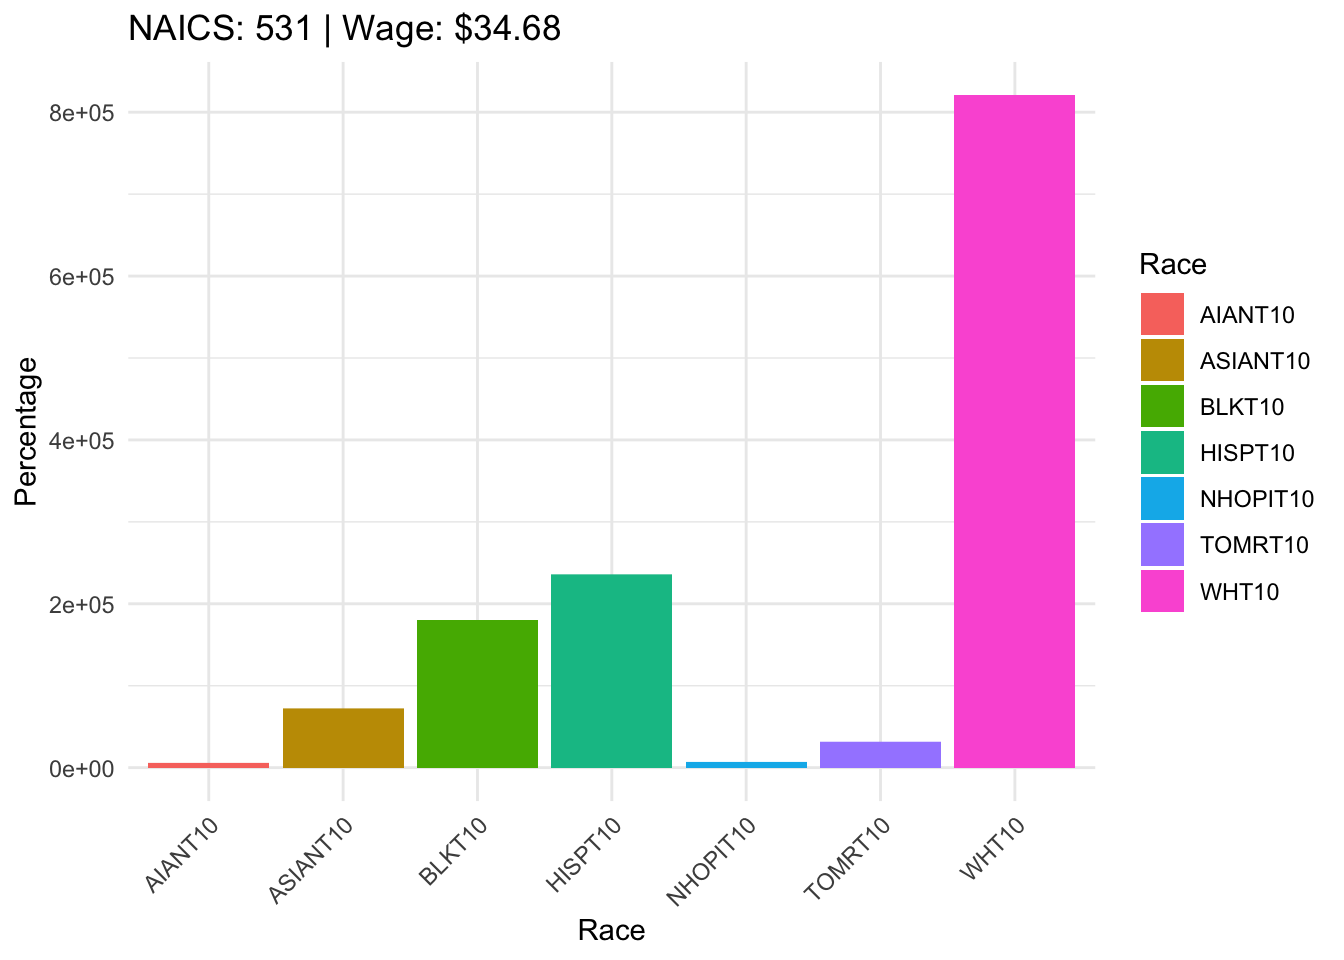 NAICS: 531 | Wage: $34.68
Percentage
8e+05
6e+05
4e+05
2e+05
0e+00
AIANT10
ASIANT10
BLKT10
HISPT10
NHOPIT10
TOMRT10
WHT10
Race
Race
AIANT10
ASIANT10
BLKT10
HISPT10
NHOPIT10
TOMRT10
WHT10